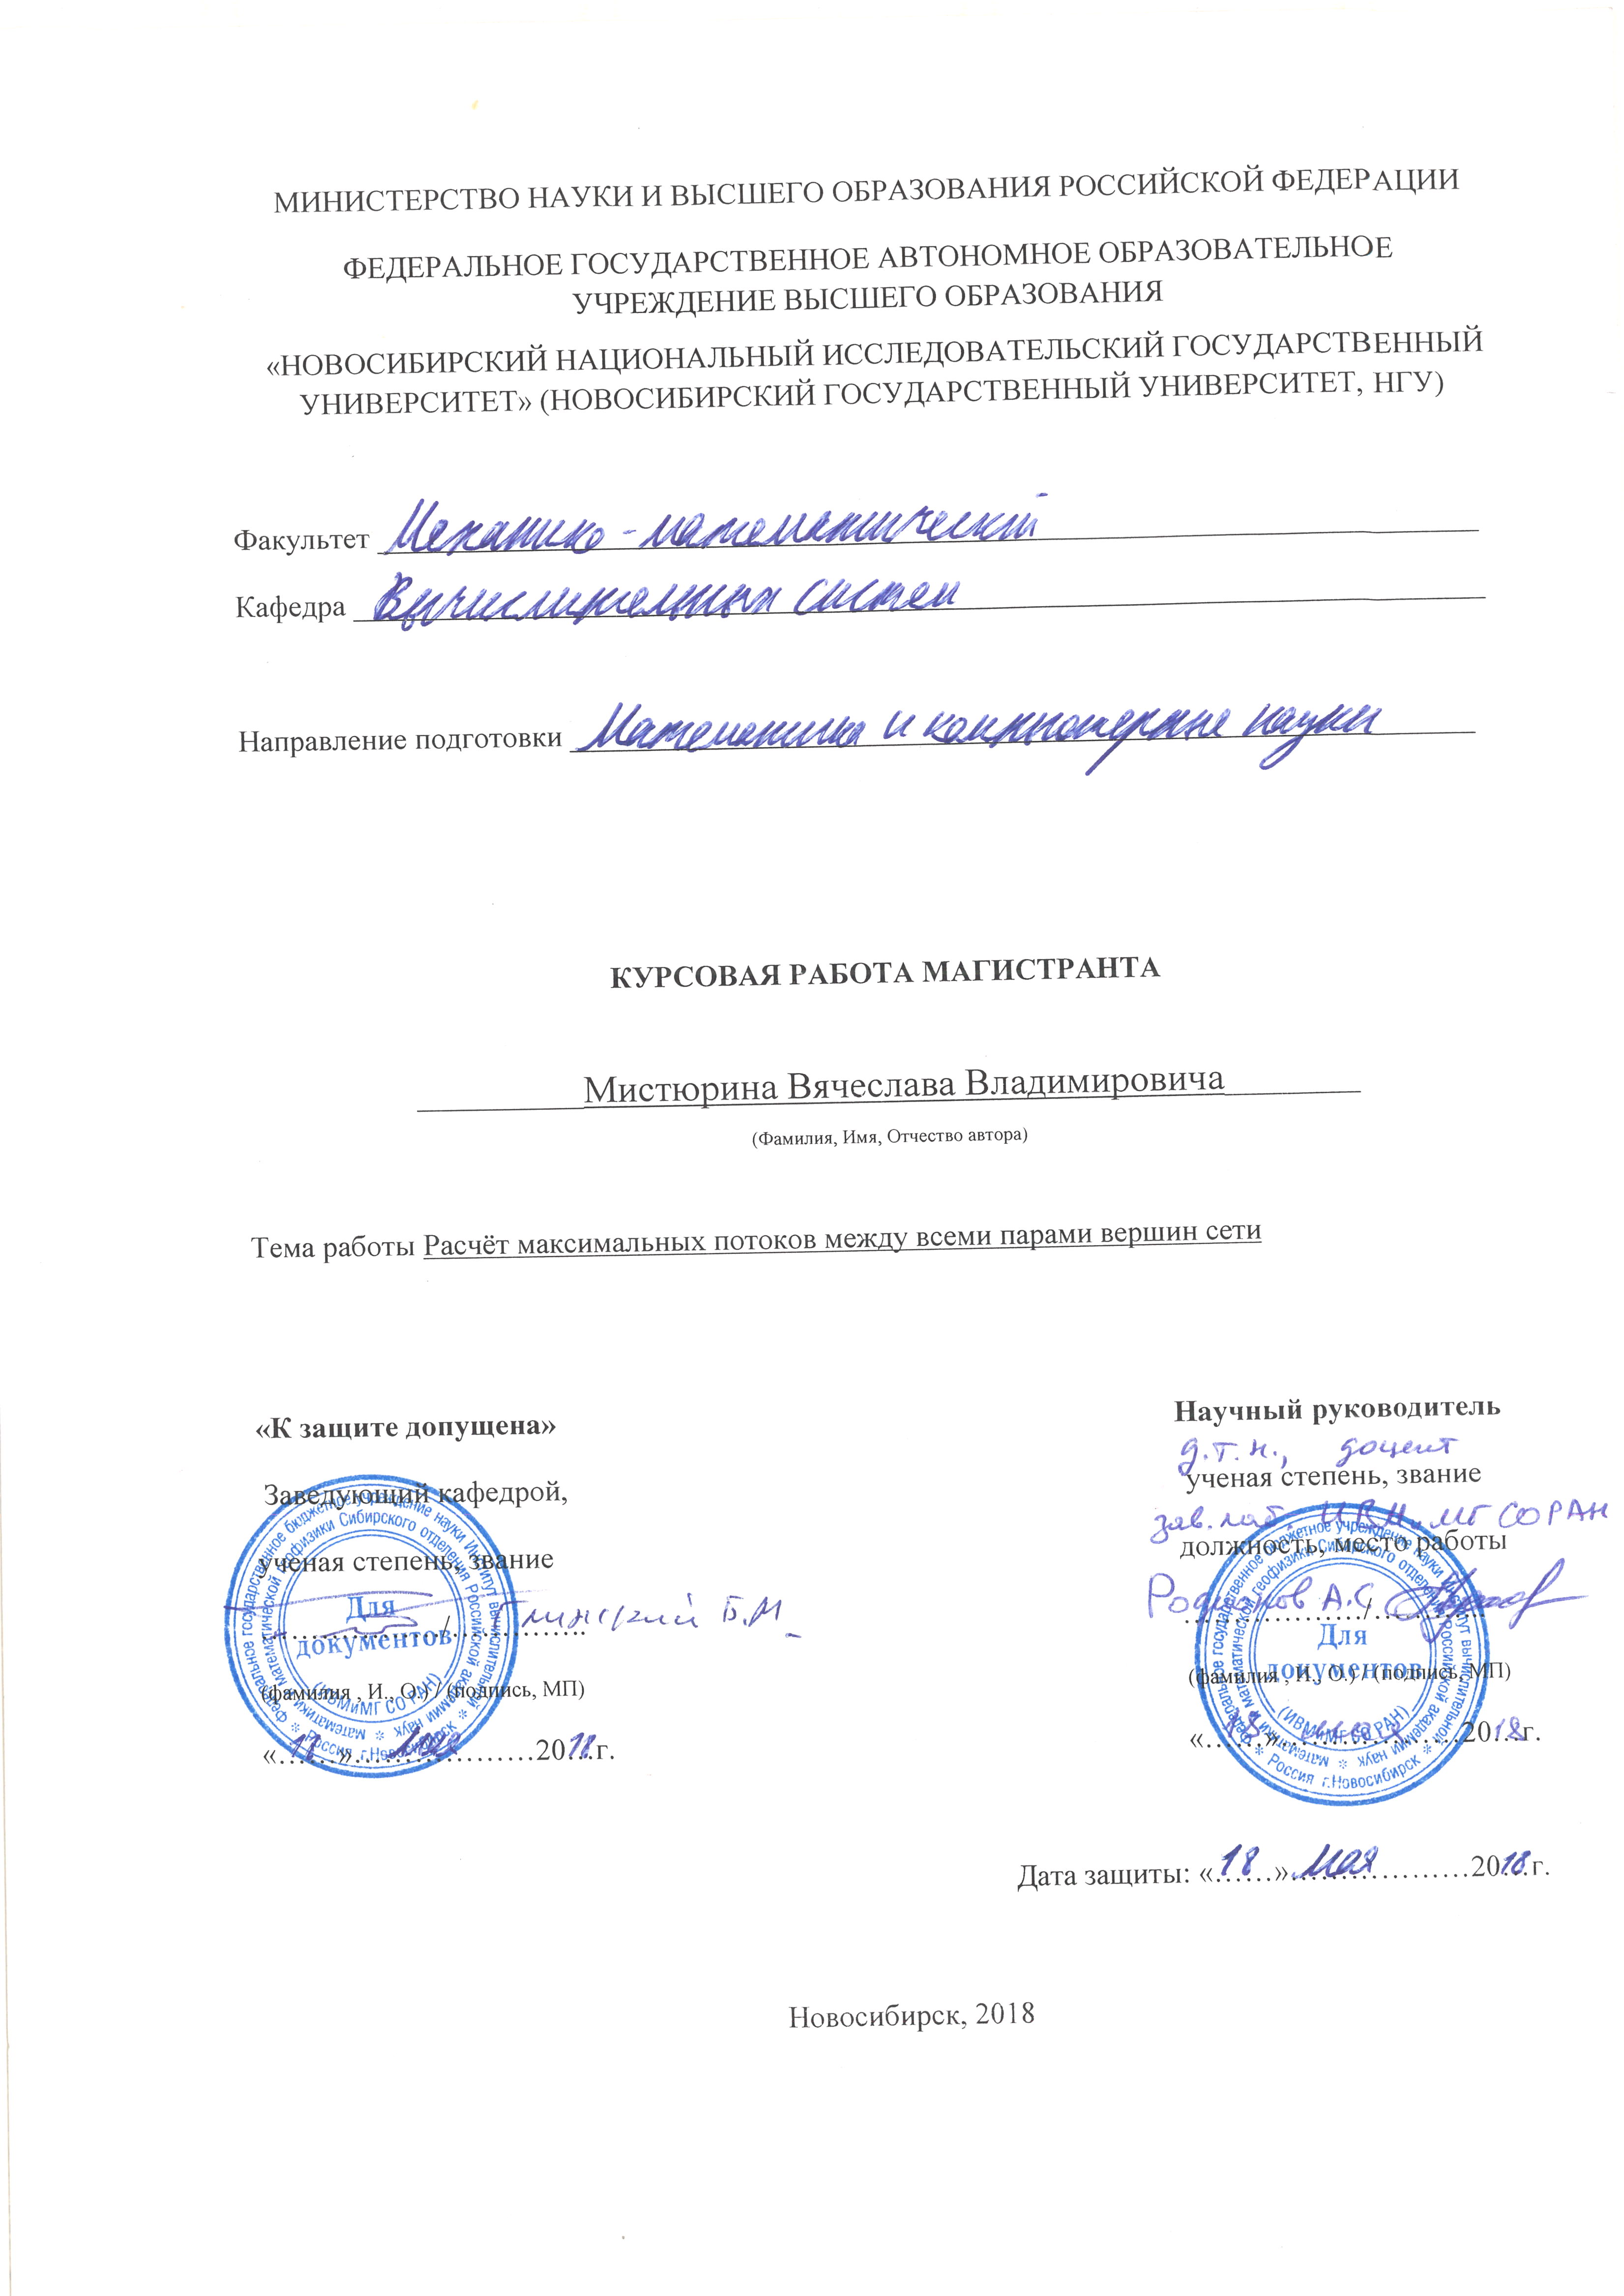 МИНИСТЕРСТВО НАУКИ И ВЫСШЕГО ОБРАЗОВАНИЯ РОССИЙСКОЙ ФЕДЕРАЦИИ
ФЕДЕРАЛЬНОЕ ГОСУДАРСТВЕННОЕ АВТОНОМНОЕ ОБРАЗОВАТЕЛЬНОЕ
УЧРЕЖДЕНИЕ ВЫСШЕГО ОБРАЗОВАНИЯ
«НОВОСИБИРСКИЙ НАЦИОНАЛЬНЫЙ ИССЛЕДОВАТЕЛЬСКИЙ ГОСУДАРСТВЕННЫЙ
УНИВЕРСИТЕТ» (НОВОСИБИРСКИЙ ГОСУДАРСТВЕННЫЙ УНИВЕРСИТЕТ, НГУ)
Факультет Механико-математический
Кафедра Вычислительных систем
Направление подготовки Математика и компьютерные науки
КУРСОВАЯ РАБОТА МАГИСТРАНТА
Мистюрина Вячеслава Владимировича
(Фамилия, Имя, Отчество автора)
Тема работы Расчёт максимальных потоков между всеми парами вершин сети
«К защите допущена»
Заведующий кафедрой,
ученая степень, звание
……………………/……………..
Глинский Б.М.
(фамилия , И., О.) / (подпись, МП)
«……»………………2018.г.
Федеральное государственное бюджетное учреждение науки Институт вычислительной математики и математической геофизики Сибирского отделения Российской академии наук
Россия г.Новосибирск
(ИВМиМГ СО РАН)
Для
документов
Научный руководитель
д.т.н., доцент
ученая степень, звание
зав. лаб. ИВМиМГ СО РАН
должность, место работы
Родионов А.С.
…………………/…………..
(фамилия , И., О.) / (подпись, МП)
«……»………………2018г.
Федеральное государственное бюджетное учреждение науки Институт вычислительной математики и математической геофизики Сибирского отделения Российской академии наук
Россия г.Новосибирск
(ИВМиМГ СО РАН)
Для
документов
Дата защиты: «18» мая 2018г.
Новосибирск, 2018